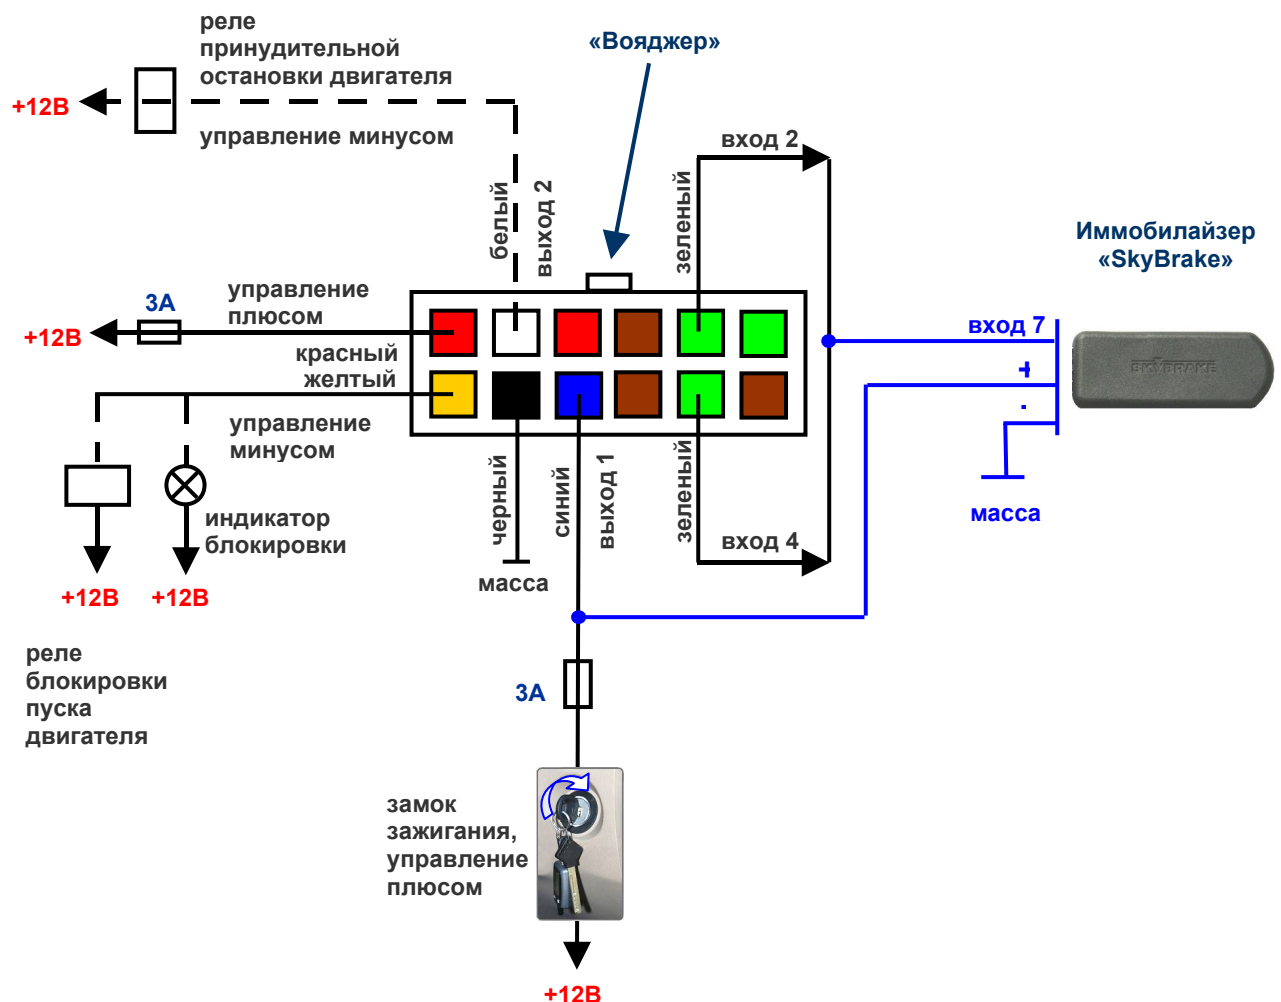 реле
принудительной
остановки двигателя
+12В
управление минусом
«Вояджер»
вход 2
белый
выход 2
зеленый
Иммобилайзер
«SkyBrake»
управление
плюсом
3А
+12В
красный
желтый
вход 7
+
-
SKYBRAKE
масса
управление
минусом
индикатор
блокировки
+12В
+12В
черный
масса
синий
выход 1
зеленый
вход 4
реле
блокировки
пуска
двигателя
3А
замок
зажигания,
управление
плюсом
+12В